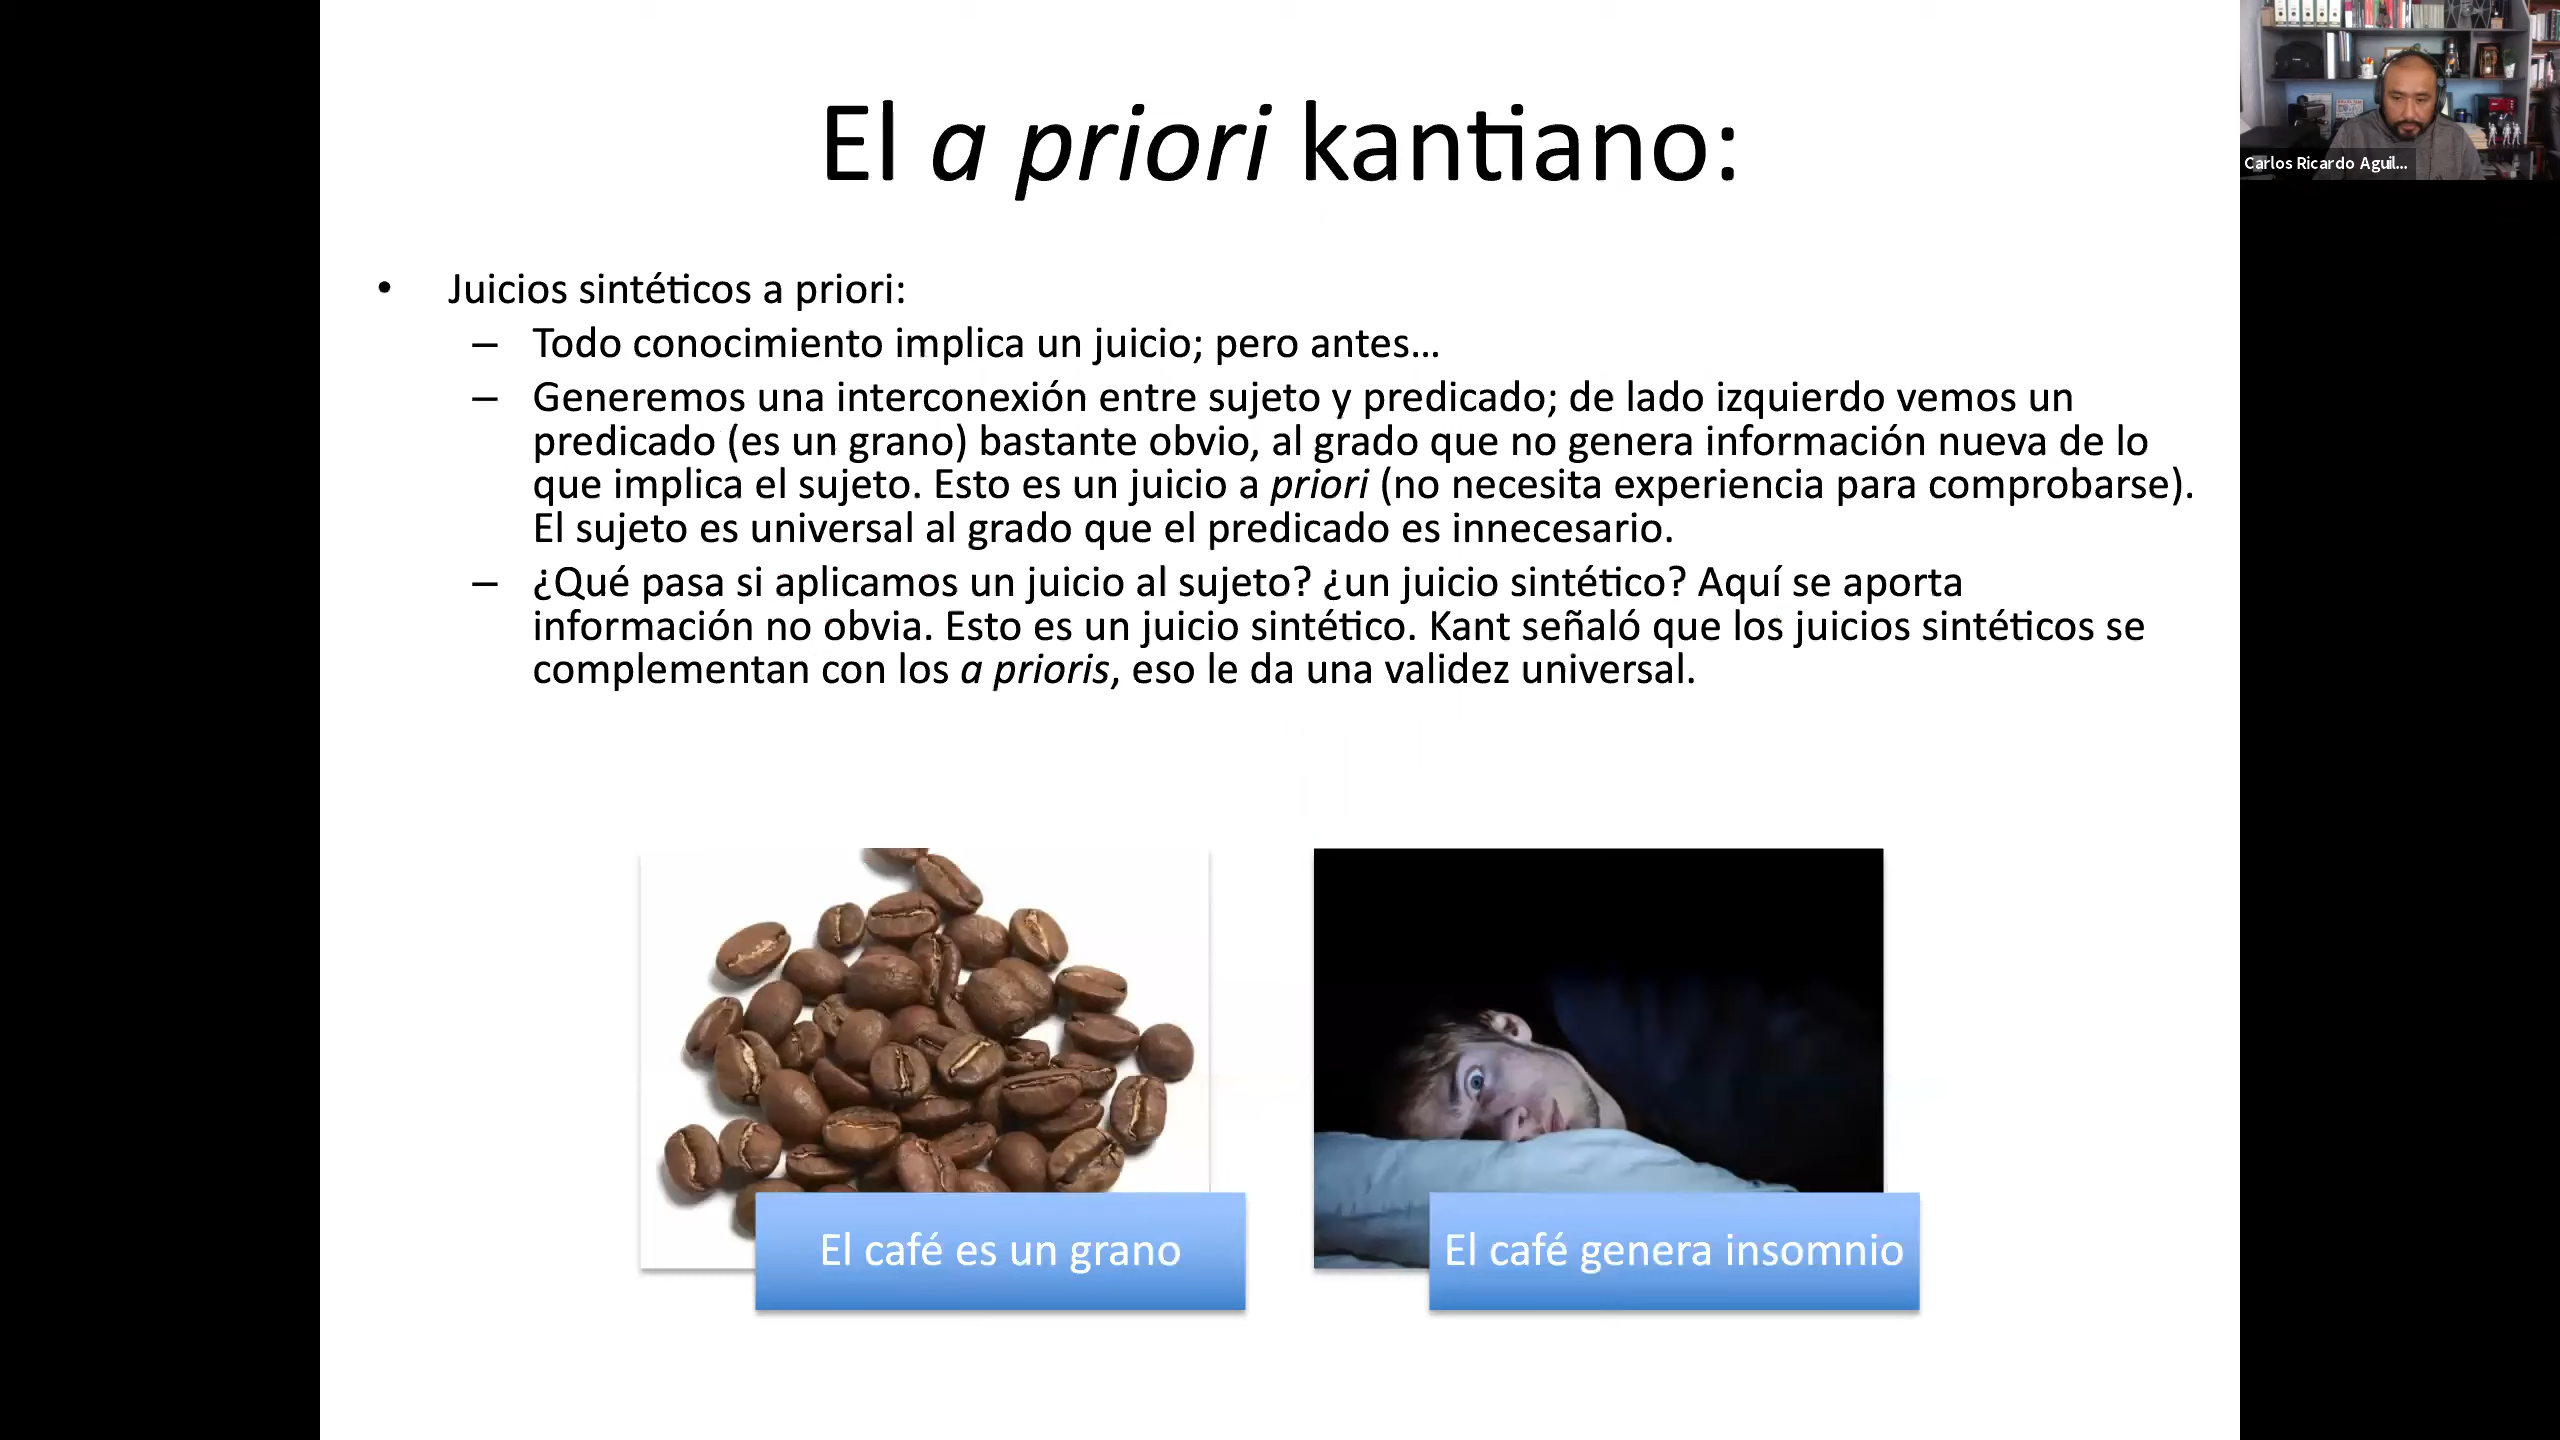 El a priori kantiano:
Carlos Ricardo Aguil...
• Juicios sintéticos a priori:
– Todo conocimiento implica un juicio; pero antes…
– Generemos una interconexión entre sujeto y predicado; de lado izquierdo vemos un
predicado (es un grano) bastante obvio, al grado que no genera información nueva de lo
que implica el sujeto. Esto es un juicio a priori (no necesita experiencia para comprobarse).
El sujeto es universal al grado que el predicado es innecesario.
– ¿Qué pasa si aplicamos un juicio al sujeto? ¿un juicio sintético? Aquí se aporta
información no obvia. Esto es un juicio sintético. Kant señaló que los juicios sintéticos se
complementan con los a prioris, eso le da una validez universal.
El café es un grano
El café genera insomnio